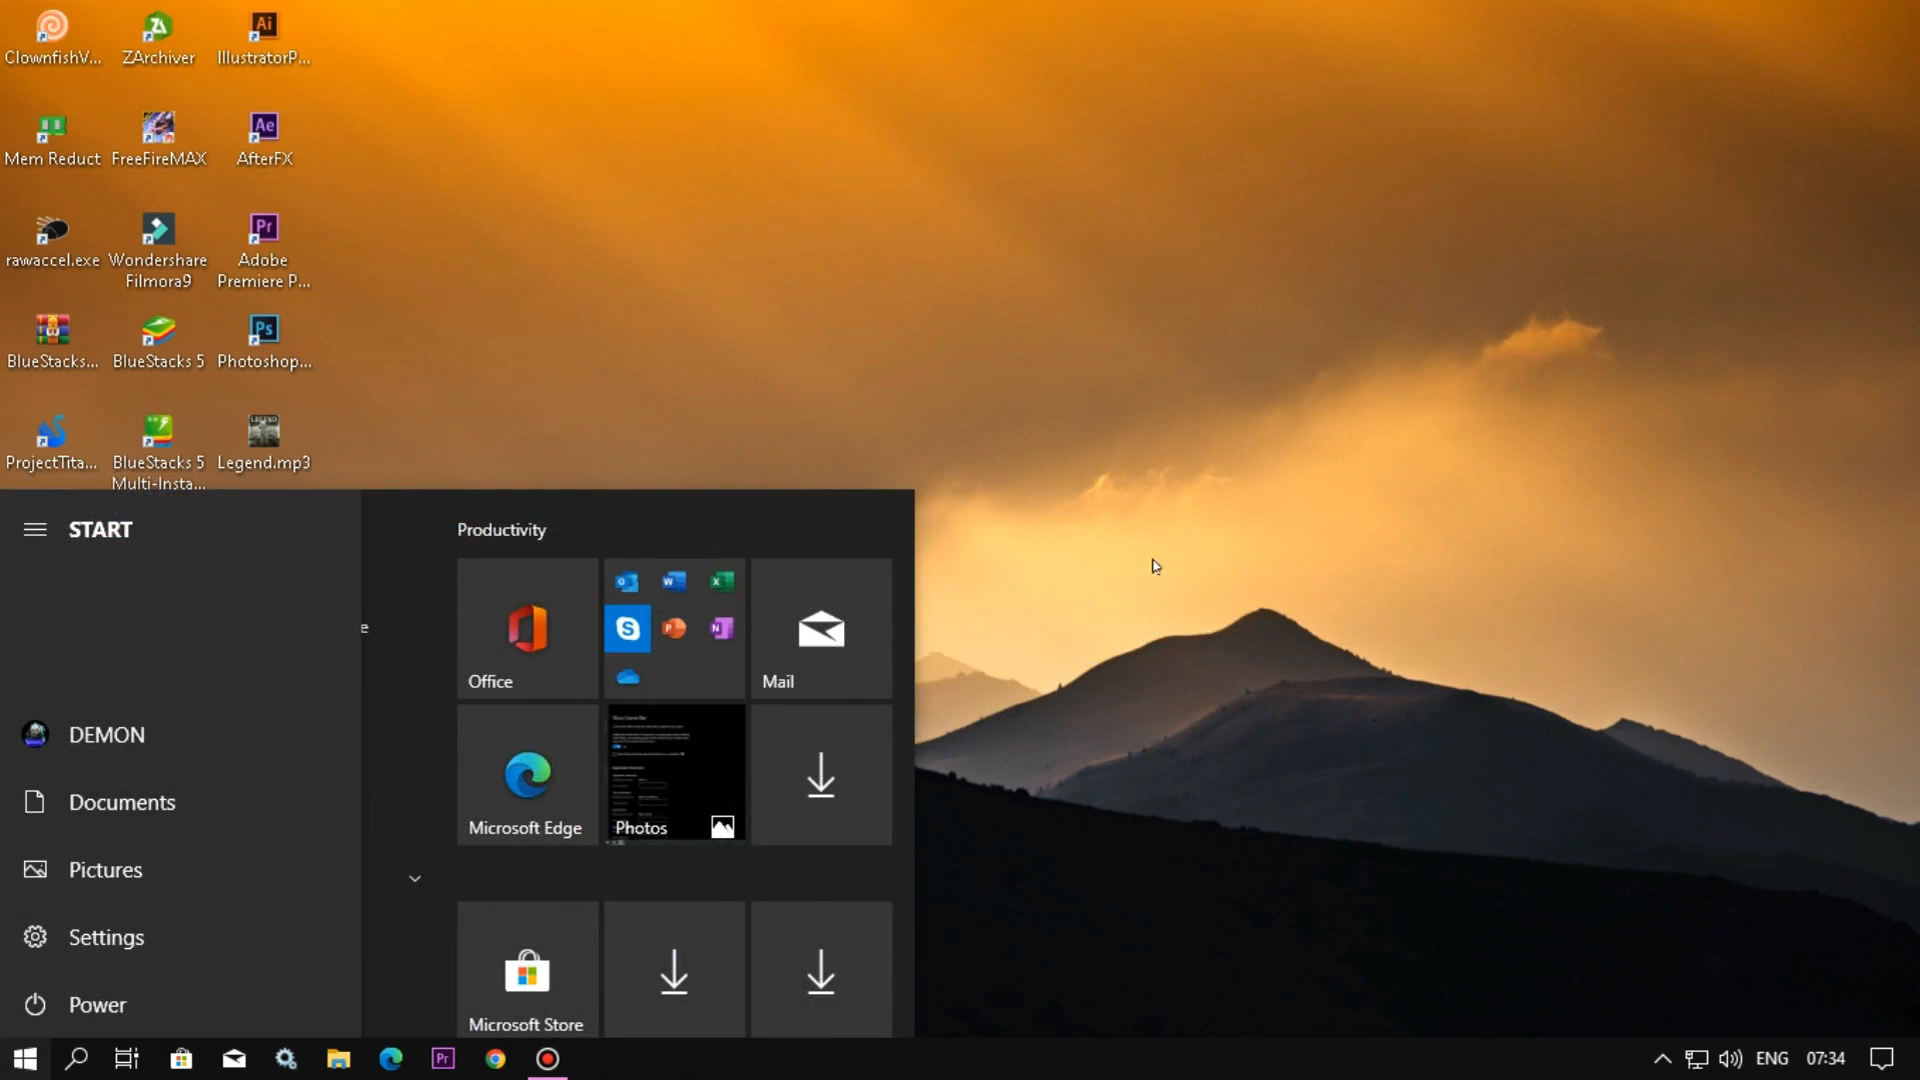 ClownfishV...
ZArchiver
IllustratorP...
Mem Reduct
FreeFireMAX
AfterFX
rawaccel.exe
Wondershare
Filmora9
Adobe
Premiere P...
BlueStacks...
BlueStacks 5
Photoshop...
ProjectTita...
BlueStacks 5
Multi-Insta...
Legend.mp3
START
Productivity
e
Office
Mail
DEMON
Documents
Microsoft Edge
Photos
Pictures
Settings
Power
Microsoft Store
ENG
07:34